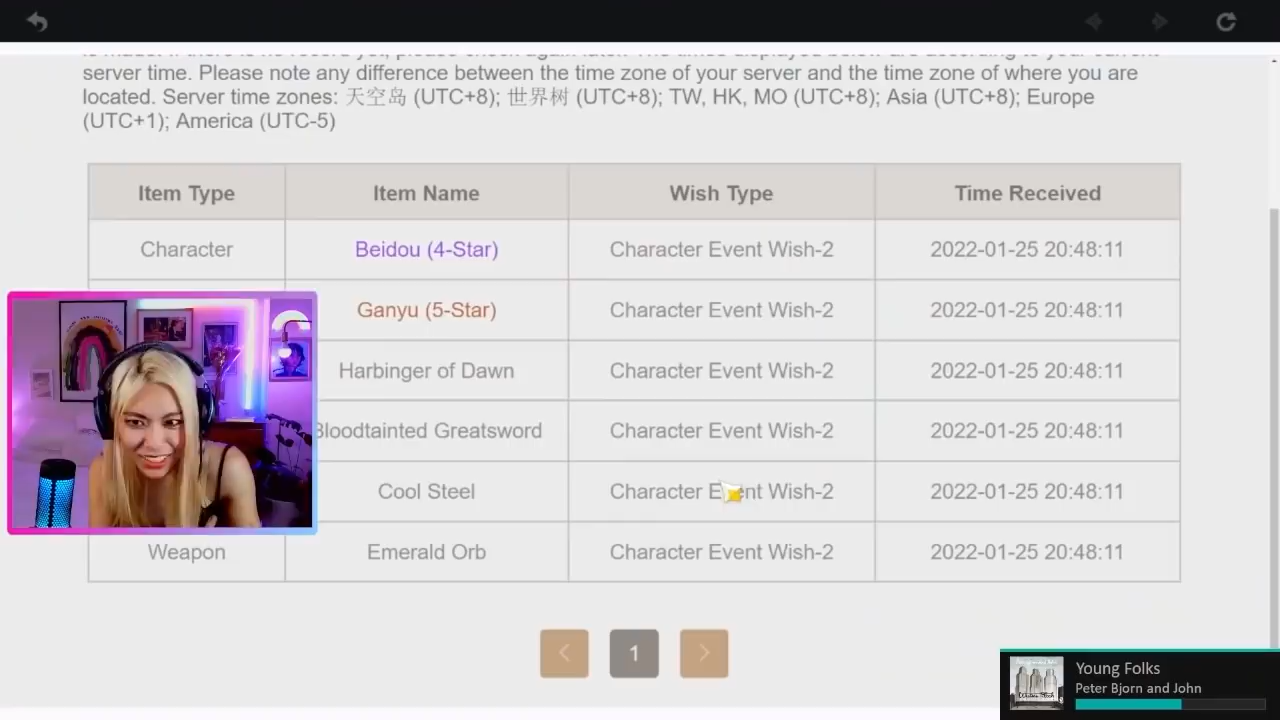 server time. Please note any difference between the time zone of your server and the time zone of where you are
located. Server time zones: 天空岛 (UTC+8); 世界树 (UTC+8); TW, HK, MO (UTC+8); Asia (UTC+8); Europe
(UTC+1); America (UTC-5)
Item Type Item Name Wish Type Time Received
Character Beidou (4-Star) Character Event Wish-2 2022-01-25 20:48:11
Ganyu (5-Star) Character Event Wish-2 2022-01-25 20:48:11
Harbinger of Dawn Character Event Wish-2 2022-01-25 20:48:11
Bloodtainted Greatsword Character Event Wish-2 2022-01-25 20:48:11
Cool Steel Character Event Wish-2 2022-01-25 20:48:11
Weapon Emerald Orb Character Event Wish-2 2022-01-25 20:48:11
1
Young Folks
Peter Bjorn and John